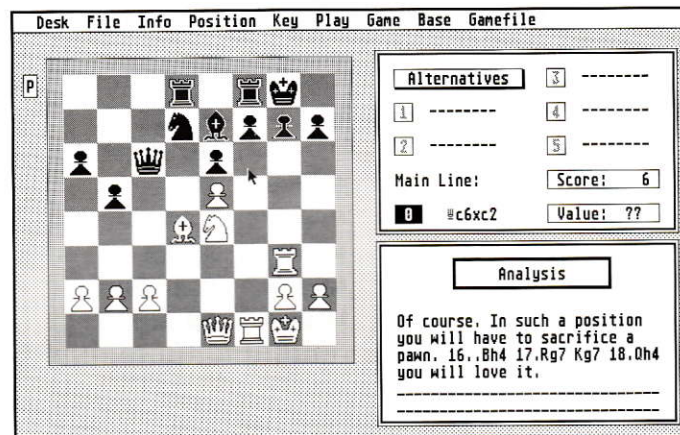 Desk File Info Position Key Play Game Base Gamefile
P
Alternatives
3 --------
1 --------
4 --------
2 --------
5 --------
Main Line:
Score: 6
0 ♛c6xc2
Value: ??
Analysis
Of course. In such a position
you will have to sacrifice a
pawn. 16..Bh4 17.Rg7 Kg7 18.Qh4
you will love it.